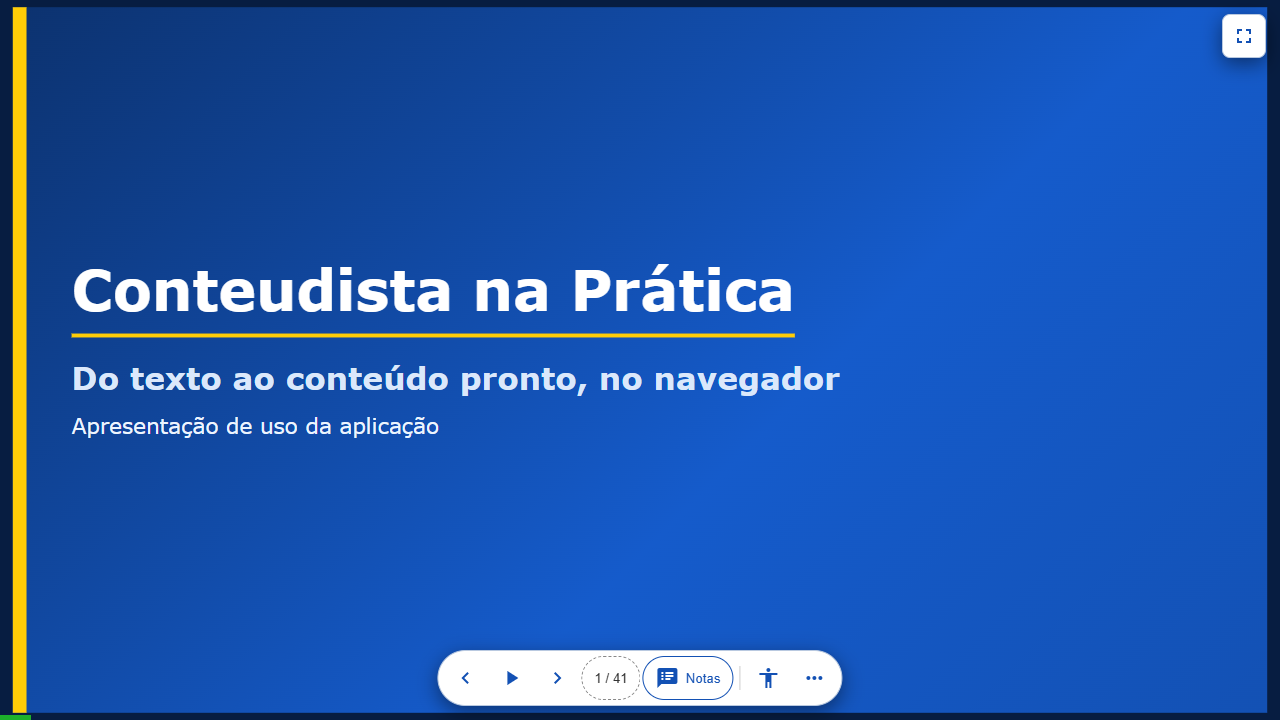 Conteudista na Prática
Do texto ao conteúdo pronto, no navegador
Apresentação de uso da aplicação
1 / 41
Notas